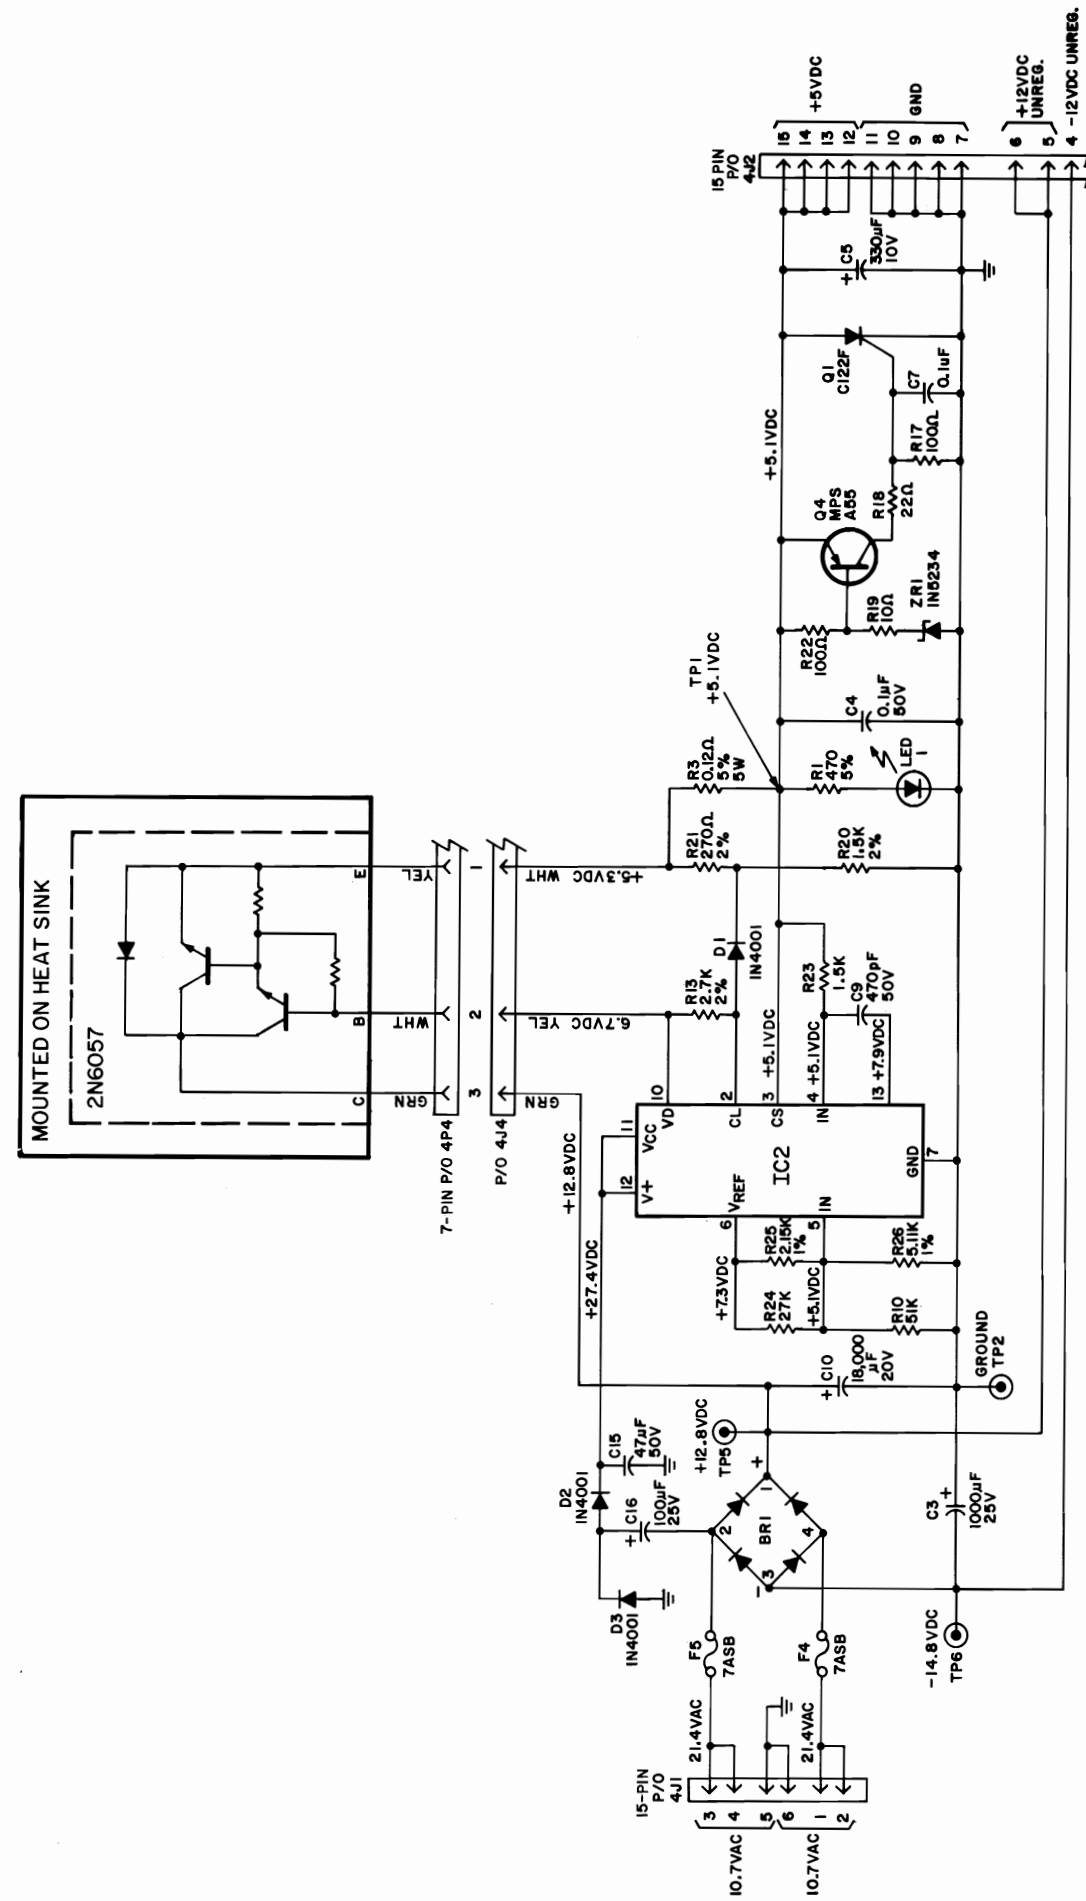 MOUNTED ON HEAT SINK
2N6057
C
B
E
GRN
WHT
YEL
7-PIN P/O 4P4
3
2
1
P/O 4J4
GRN
6.7VDC YEL
+5.3VDC WHT
+12.8VDC
+27.4VDC
15-PIN
P/O
4J1
3
4
5
6
1
2
10.7VAC
10.7VAC
21.4VAC
21.4VAC
F5
7ASB
F4
7ASB
D3
1N4001
D2
1N4001
+ C16
100µF
25V
C15
47µF
50V
+12.8VDC
TP5
BR1
+
1
2
3
4
-
-14.8VDC
TP6
C3 +
1000µF
25V
+ C10
18,000
µF
20V
GROUND
TP2
+7.3VDC
R24
27K
R25
2.15K
1%
+5.1VDC
R10
51K
R26
5.11K
1%
12
V+
11
VCC
10
VD
6
VREF
2
CL
3
CS
IC2
5
IN
4
IN
13
GND
7
+5.1VDC
+5.1VDC
+7.9VDC
R13
2.7K
2%
D1
1N4001
R23
1.5K
C9
470pF
50V
R21
270Ω
2%
R20
1.5K
2%
R3
0.12Ω
5%
5W
TP1
+5.1VDC
R1
470
5%
LED
1
C4
0.1µF
50V
R22
100Ω
R19
10Ω
ZR1
1N5234
Q4
MPS
A55
R18
22Ω
R17
100Ω
+5.1VDC
Q1
C122F
C7
0.1uF
+ C5
330µF
10V
15 PIN
P/O
4J2
15
14
13
12
+5VDC
11
10
9
8
7
GND
6
5
+12VDC
UNREG.
4 -12VDC UNREG.